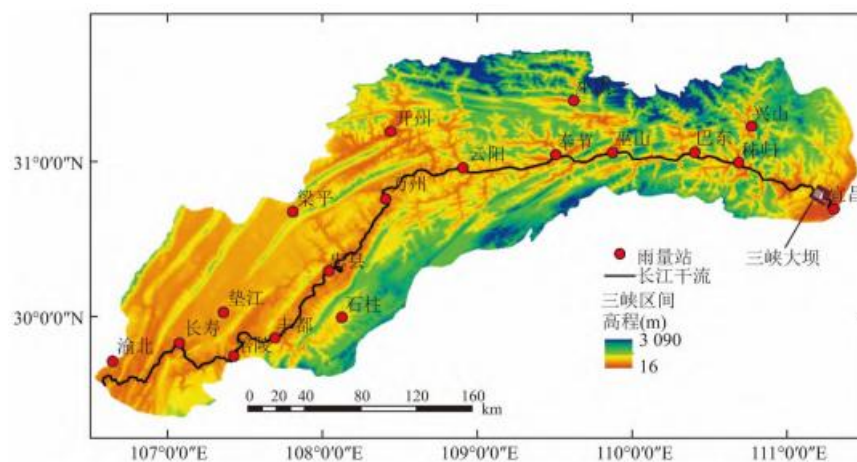 兴山
开州
31°0′0″N
云阳
奉节
巫山
巴东
秭归
万州
宜昌
梁平
忠县
三峡大坝
雨量站
长江干流
三峡区间
高程(m)
3 090
16
30°0′0″N
垫江
石柱
长寿
丰都
渝北
涪陵
0 20 40 80 120 160
km
107°0′0″E 108°0′0″E 109°0′0″E 110°0′0″E 111°0′0″E